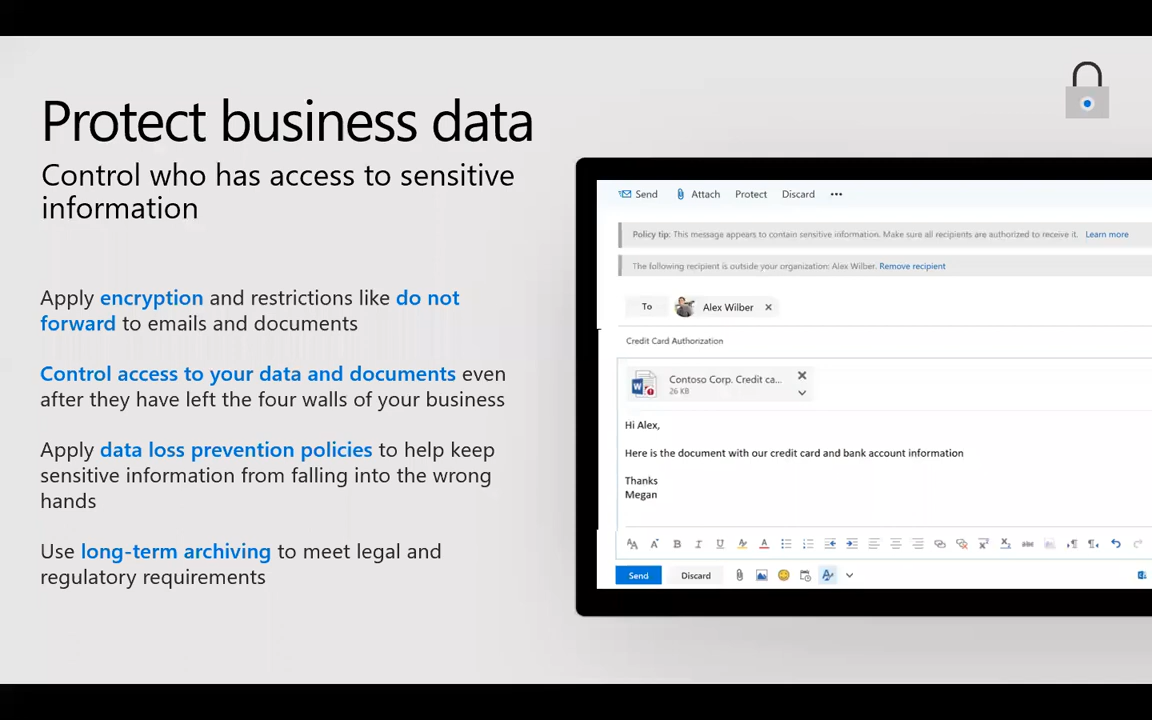 Protect business data
Control who has access to sensitive
information
Apply encryption and restrictions like do not
forward to emails and documents
Control access to your data and documents even
after they have left the four walls of your business
Apply data loss prevention policies to help keep
sensitive information from falling into the wrong
hands
Use long-term archiving to meet legal and
regulatory requirements
Send Attach Protect Discard •••
Policy tip: This message appears to contain sensitive information. Make sure all recipients are authorized to receive it. Learn more
The following recipient is outside your organization: Alex Wilber. Remove recipient
To Alex Wilber
Credit Card Authorization
Contoso Corp. Credit ca...
26 KB
Hi Alex,
Here is the document with our credit card and bank account information
Thanks
Megan
Send Discard